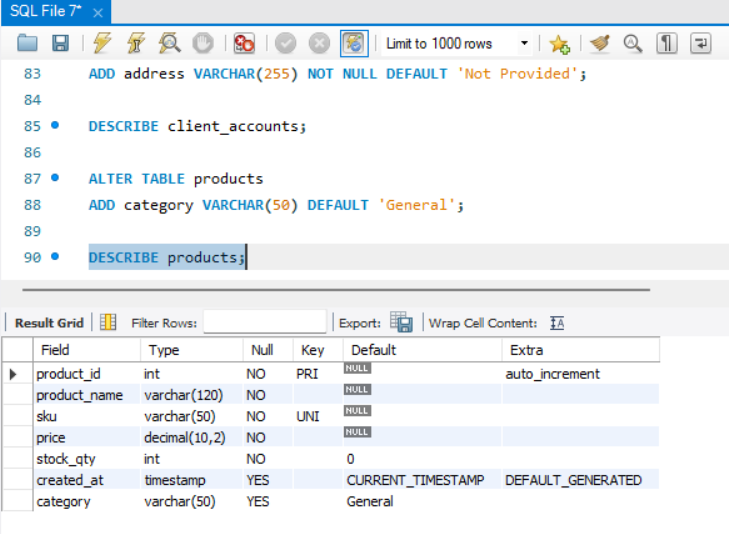 SQL File 7*
Limit to 1000 rows
83 ADD address VARCHAR(255) NOT NULL DEFAULT 'Not Provided';
84
85 DESCRIBE client_accounts;
86
87 ALTER TABLE products
88 ADD category VARCHAR(50) DEFAULT 'General';
89
90 DESCRIBE products;
Result Grid Filter Rows: Export: Wrap Cell Content: IA
Field Type Null Key Default Extra
product_id int NO PRI NULL auto_increment
product_name varchar(120) NO NULL
sku varchar(50) NO UNI NULL
price decimal(10,2) NO NULL
stock_qty int NO 0
created_at timestamp YES CURRENT_TIMESTAMP DEFAULT_GENERATED
category varchar(50) YES General